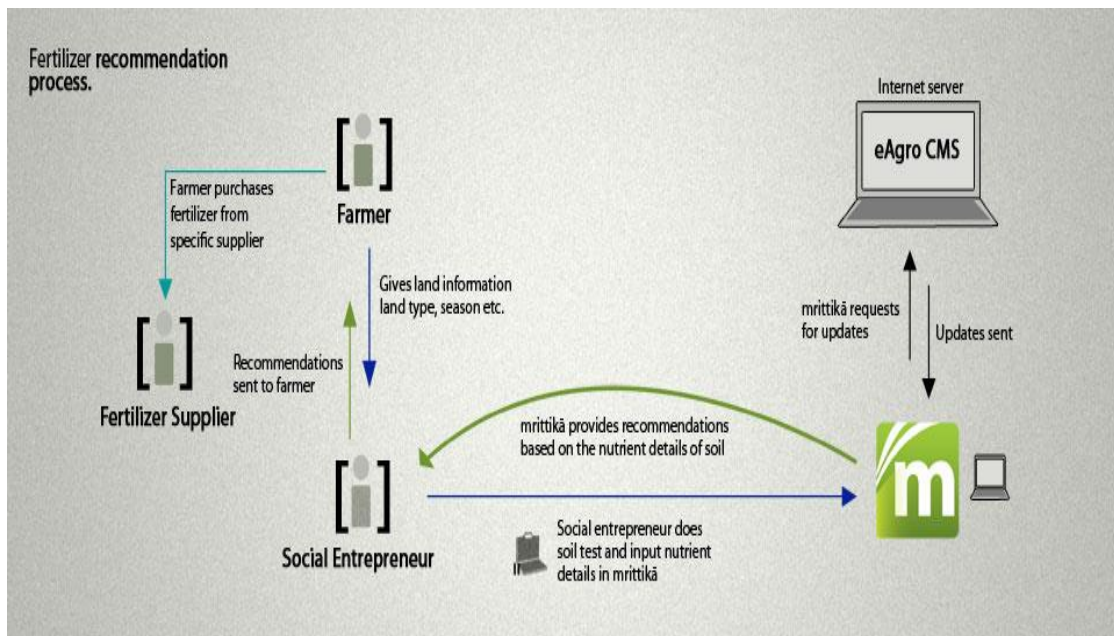 Fertilizer recommendation
process.
Internet server
eAgro CMS
Farmer purchases
fertilizer from
specific supplier
Farmer
Gives land information
land type, season etc.
mrittikā requests
for updates
Updates sent
Recommendations
sent to farmer
Fertilizer Supplier
mrittikā provides recommendations
based on the nutrient details of soil
m
Social Entrepreneur
Social entrepreneur does
soil test and input nutrient
details in mrittikā